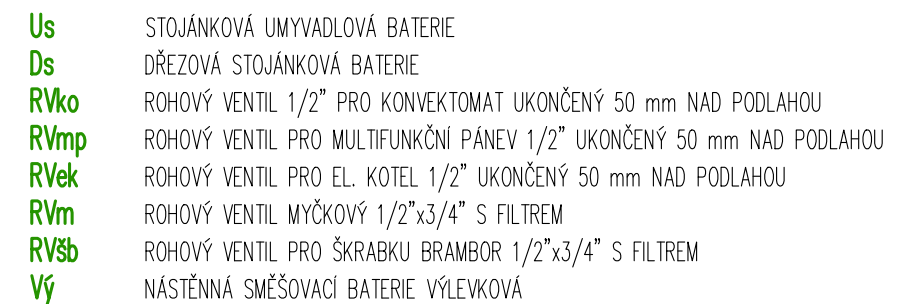 Us STOJÁNKOVÁ UMYVADLOVÁ BATERIE
Ds DŘEZOVÁ STOJÁNKOVÁ BATERIE
RVko ROHOVÝ VENTIL 1/2" PRO KONVEKTOMAT UKONČENÝ 50 mm NAD PODLAHOU
RVmp ROHOVÝ VENTIL PRO MULTIFUNKČNÍ PÁNEV 1/2" UKONČENÝ 50 mm NAD PODLAHOU
RVek ROHOVÝ VENTIL PRO EL. KOTEL 1/2" UKONČENÝ 50 mm NAD PODLAHOU
RVm ROHOVÝ VENTIL MYČKOVÝ 1/2"x3/4" S FILTREM
RVšb ROHOVÝ VENTIL PRO ŠKRABKU BRAMBOR 1/2"x3/4" S FILTREM
Vý NÁSTĚNNÁ SMĚŠOVACÍ BATERIE VÝLEVKOVÁ